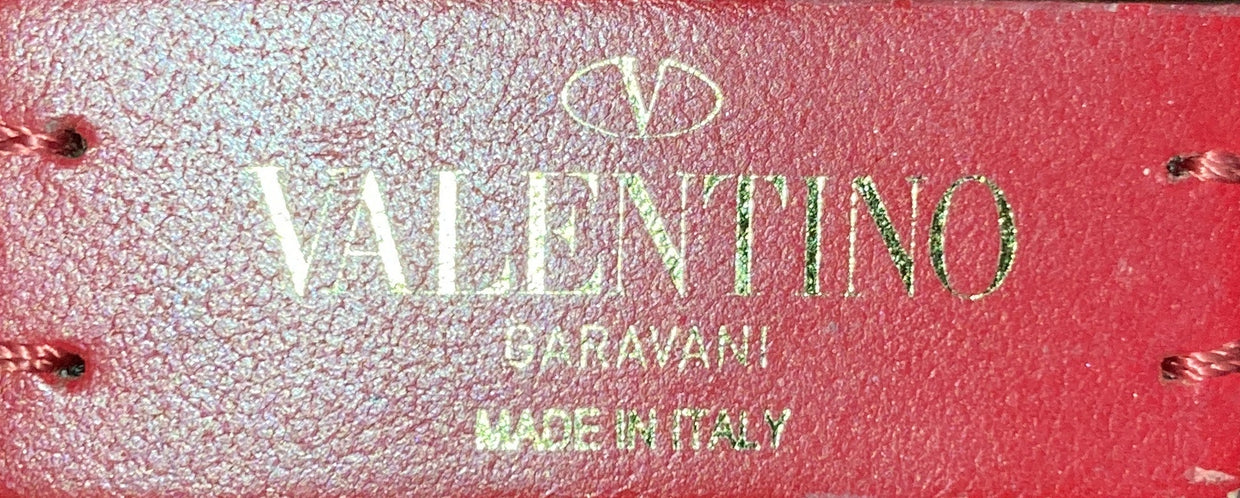 V
VALENTINO
GARAVANI
MADE IN ITALY